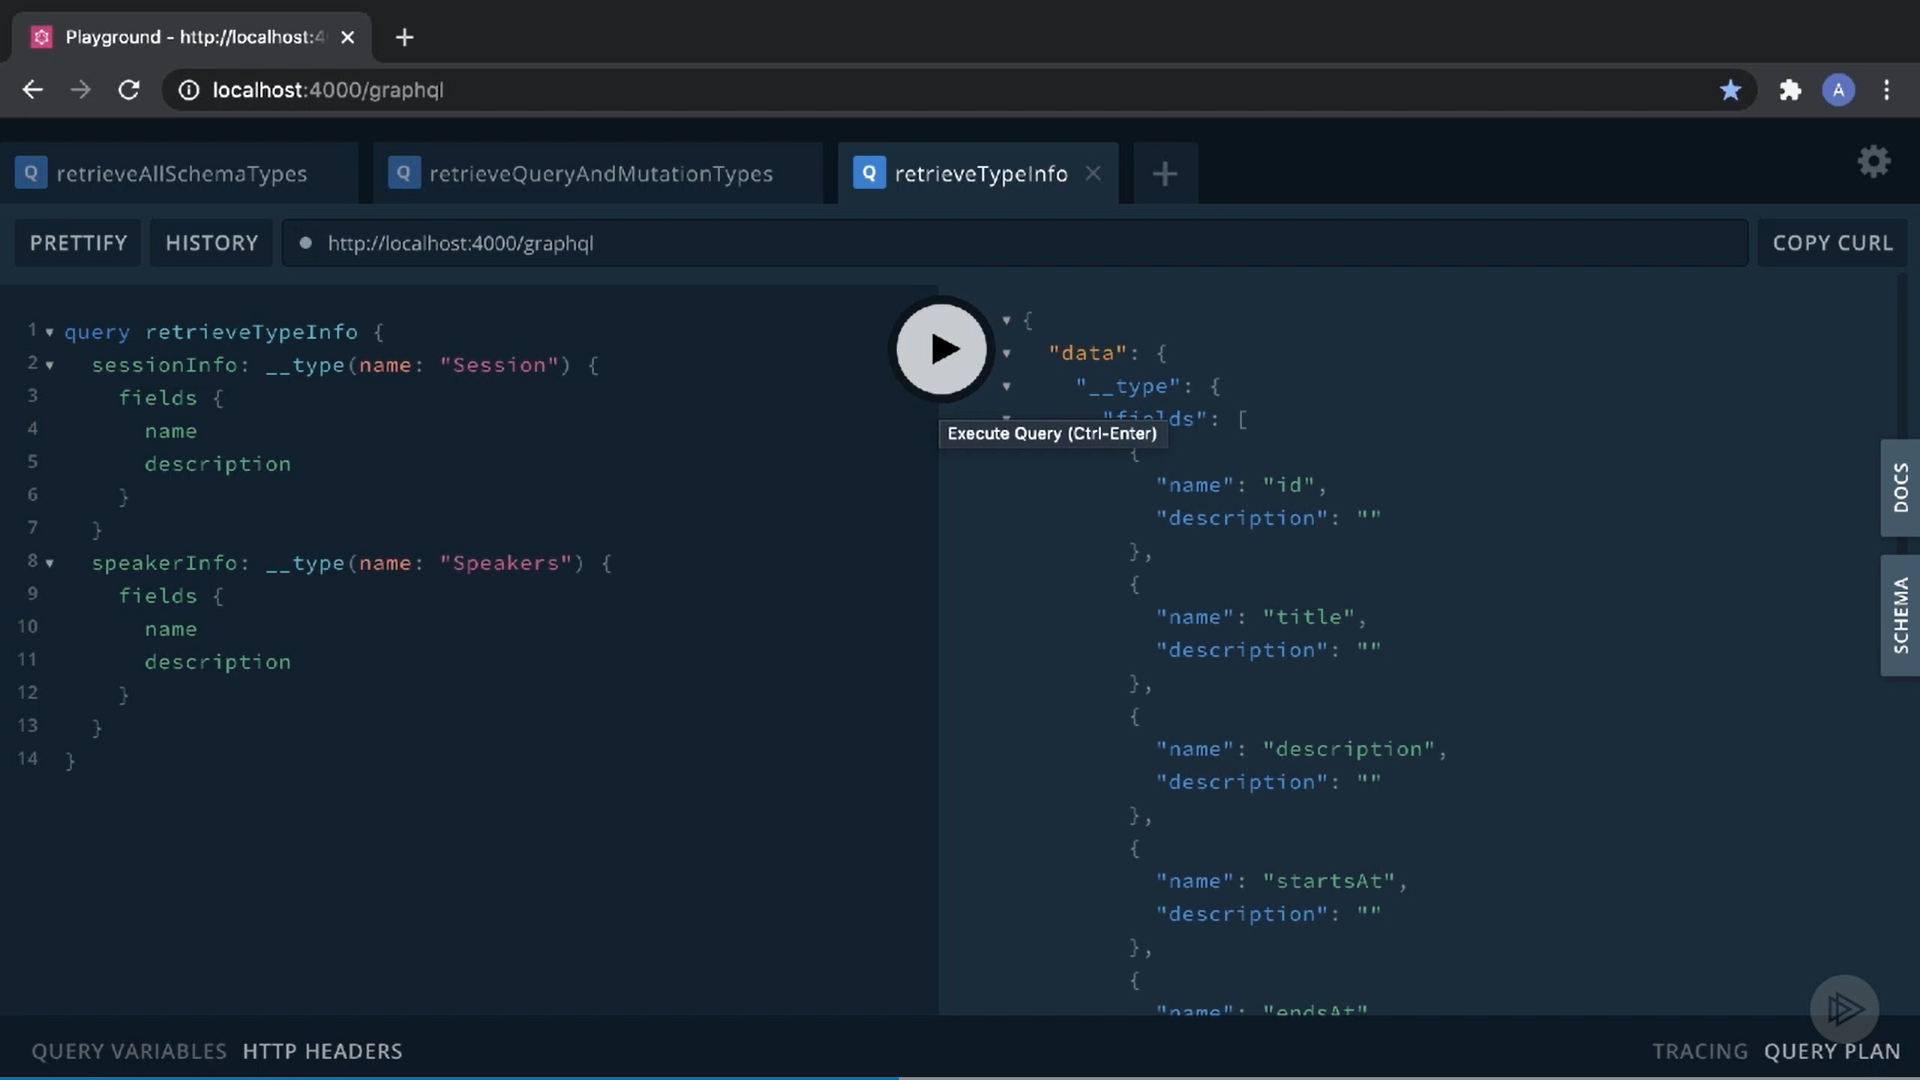 Playground - http://localhost:4
localhost:4000/graphql
A
Q retrieveAllSchemaTypes
Q retrieveQueryAndMutationTypes
Q retrieveTypeInfo
PRETTIFY
HISTORY
http://localhost:4000/graphql
COPY CURL
1 query retrieveTypeInfo {
2 sessionInfo: __type(name: "Session") {
3 fields {
4 name
5 description
6 }
7 }
8 speakerInfo: __type(name: "Speakers") {
9 fields {
10 name
11 description
12 }
13 }
14 }
{
"data": {
"__type": {
"fields": [
Execute Query (Ctrl-Enter)
{
"name": "id",
"description": ""
},
{
"name": "title",
"description": ""
},
{
"name": "description",
"description": ""
},
{
"name": "startsAt",
"description": ""
},
{
"name": "endsAt"
DOCS
SCHEMA
QUERY VARIABLES
HTTP HEADERS
TRACING
QUERY PLAN